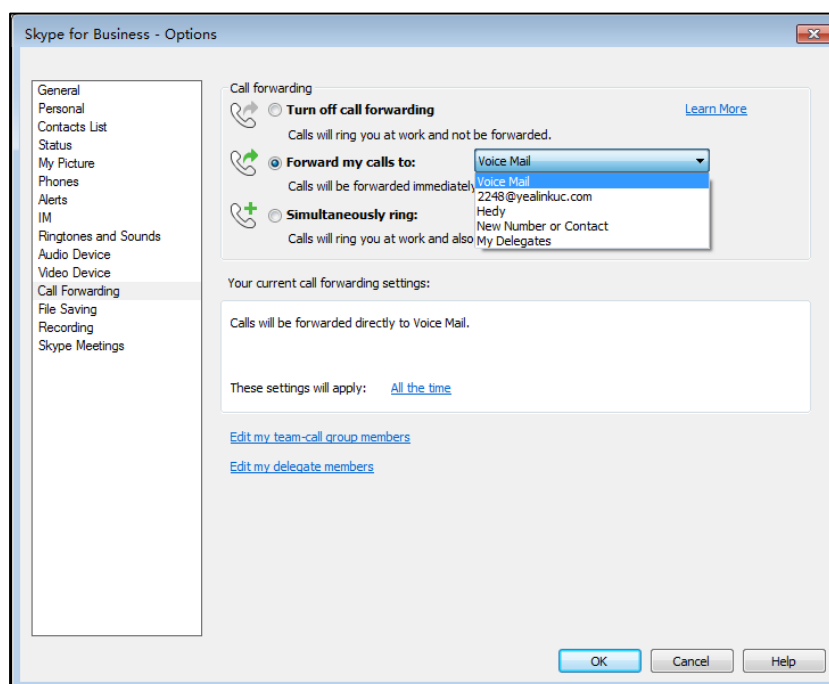 Skype for Business - Options
General
Personal
Contacts List
Status
My Picture
Phones
Alerts
IM
Ringtones and Sounds
Audio Device
Video Device
Call Forwarding
File Saving
Recording
Skype Meetings
Call forwarding
Turn off call forwarding
Learn More
Calls will ring you at work and not be forwarded.
Forward my calls to:
Voice Mail
Calls will be forwarded immediately
Voice Mail
2248@yealinkuc.com
Hedy
New Number or Contact
My Delegates
Simultaneously ring:
Calls will ring you at work and also
Your current call forwarding settings:
Calls will be forwarded directly to Voice Mail.
These settings will apply: All the time
Edit my team-call group members
Edit my delegate members
OK Cancel Help